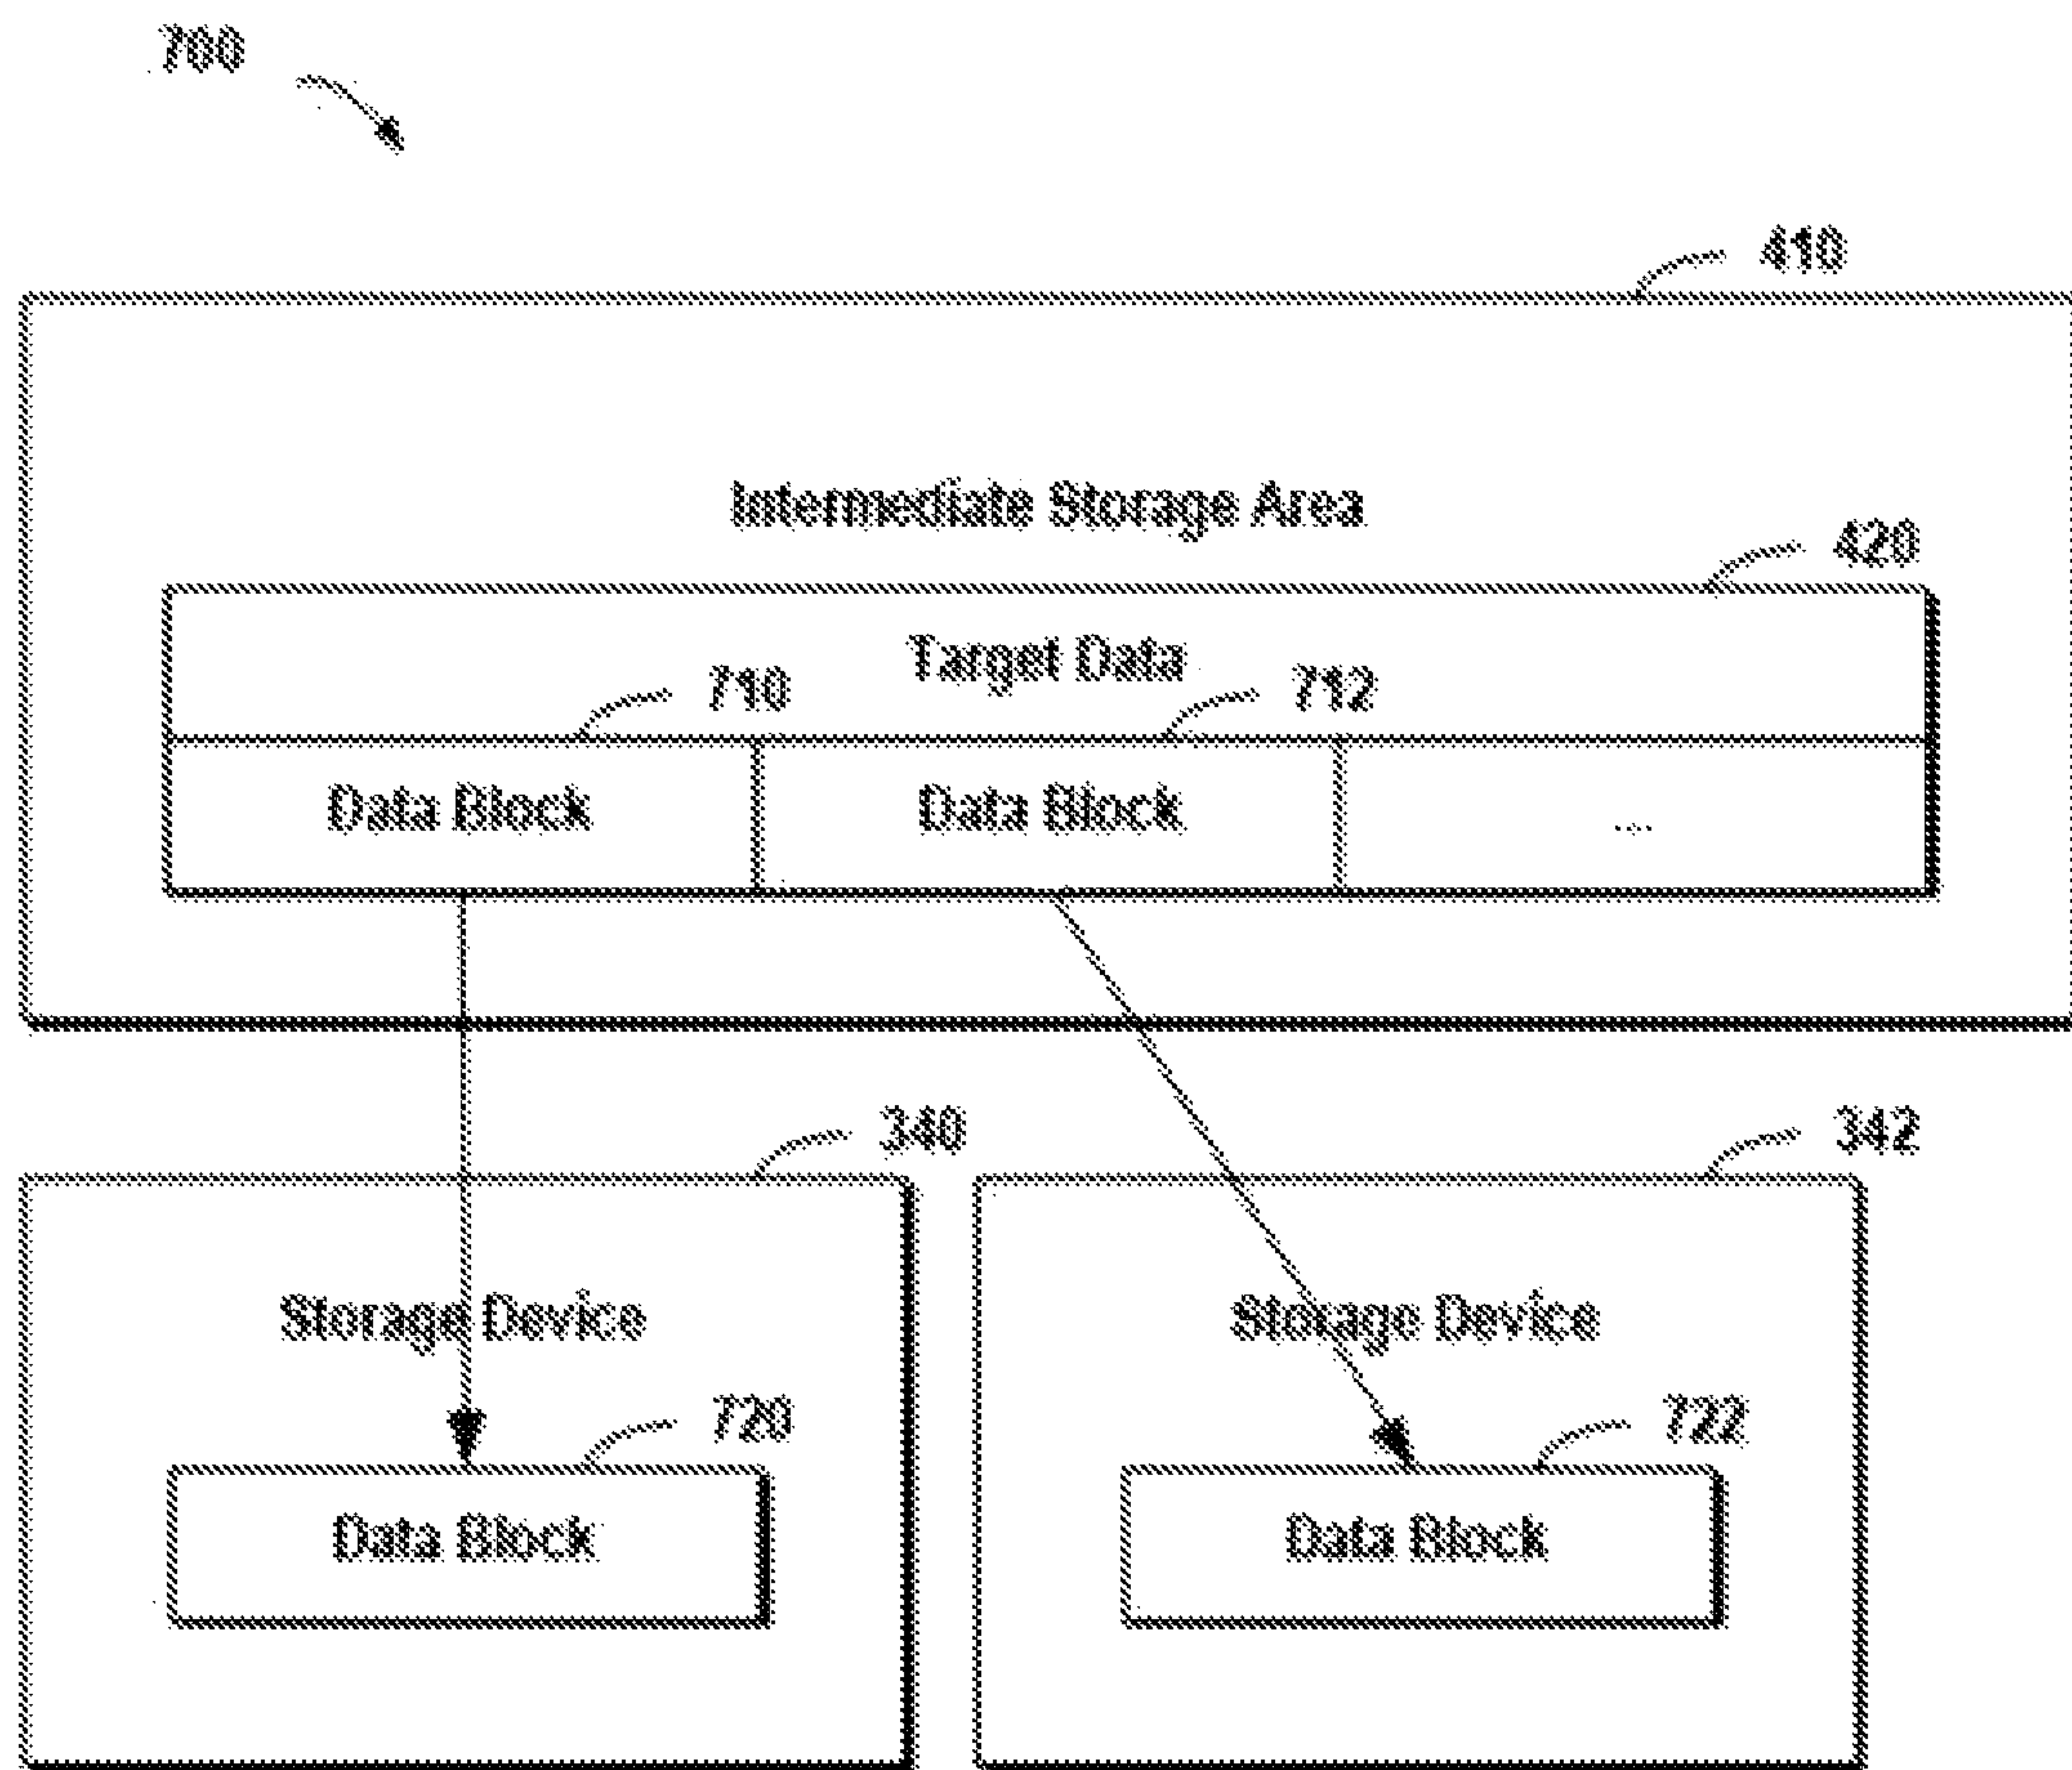 700
410
Intermediate Storage Area
420
Target Data
710
712
Data Block
Data Block
...
340
342
Storage Device
Storage Device
720
722
Data Block
Data Block